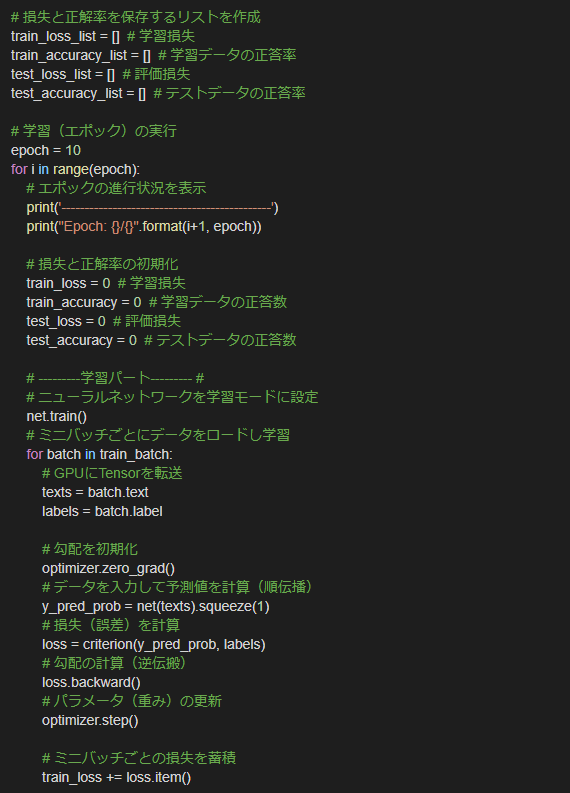 # 損失と正解率を保存するリストを作成
train_loss_list = []  # 学習損失
train_accuracy_list = []  # 学習データの正答率
test_loss_list = []  # 評価損失
test_accuracy_list = []  # テストデータの正答率
# 学習（エポック）の実行
epoch = 10
for i in range(epoch):
# エポックの進行状況を表示
print('---------------------------------------------')
print("Epoch: {}/{}".format(i+1, epoch))
# 損失と正解率の初期化
train_loss = 0  # 学習損失
train_accuracy = 0  # 学習データの正答数
test_loss = 0  # 評価損失
test_accuracy = 0  # テストデータの正答数
# ---------学習パート--------- #
# ニューラルネットワークを学習モードに設定
net.train()
# ミニバッチごとにデータをロードし学習
for batch in train_batch:
# GPUにTensorを転送
texts = batch.text
labels = batch.label
# 勾配を初期化
optimizer.zero_grad()
# データを入力して予測値を計算（順伝播）
y_pred_prob = net(texts).squeeze(1)
# 損失（誤差）を計算
loss = criterion(y_pred_prob, labels)
# 勾配の計算（逆伝搬）
loss.backward()
# パラメータ（重み）の更新
optimizer.step()
# ミニバッチごとの損失を蓄積
train_loss += loss.item()